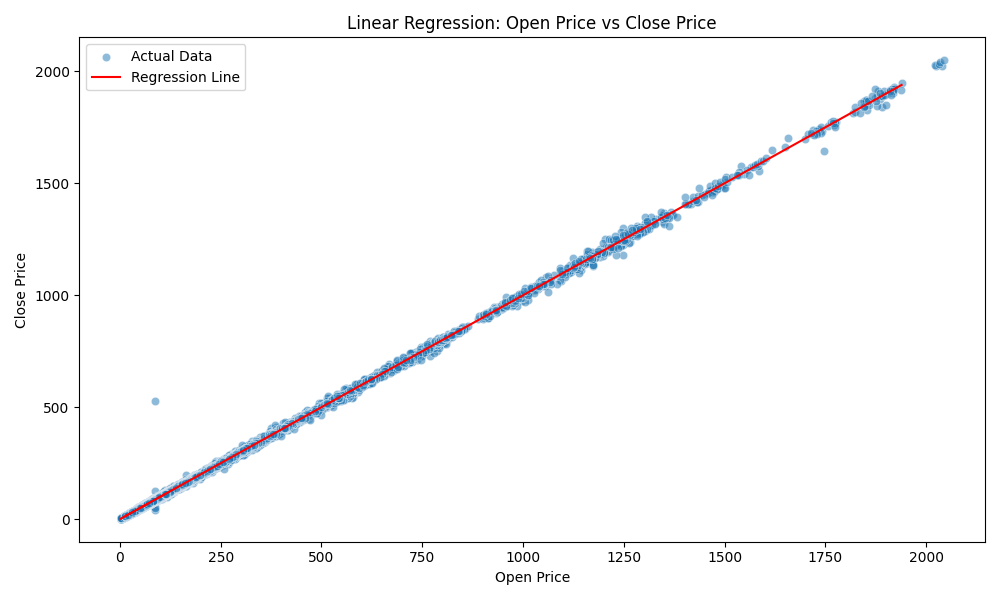 Linear Regression: Open Price vs Close Price
Actual Data
Regression Line
2000
1500
1000
500
0
Close Price
0
250
500
750
1000
1250
1500
1750
2000
Open Price